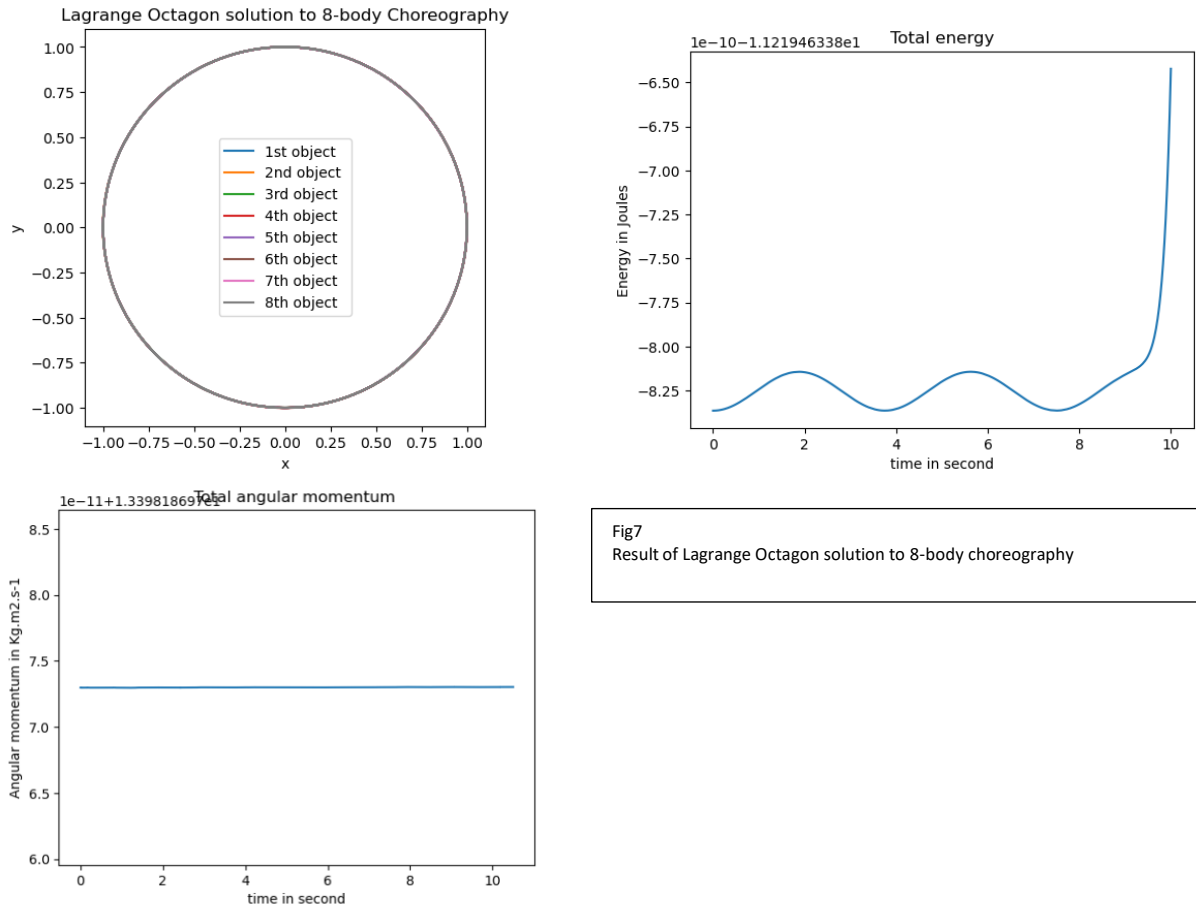 Lagrange Octagon solution to 8-body Choreography
1.00
0.75
0.50
0.25
0.00
−0.25
−0.50
−0.75
−1.00
y
1st object
2nd object
3rd object
4th object
5th object
6th object
7th object
8th object
−1.00 −0.75 −0.50 −0.25 0.00 0.25 0.50 0.75 1.00
x
1e−10−1.121946338e1
Total energy
−6.50
−6.75
−7.00
−7.25
−7.50
−7.75
−8.00
−8.25
Energy in Joules
0 2 4 6 8 10
time in second
1e−11+1.339818697e1
Total angular momentum
8.5
8.0
7.5
7.0
6.5
6.0
Angular momentum in Kg.m2.s-1
0 2 4 6 8 10
time in second
Fig7
Result of Lagrange Octagon solution to 8-body choreography